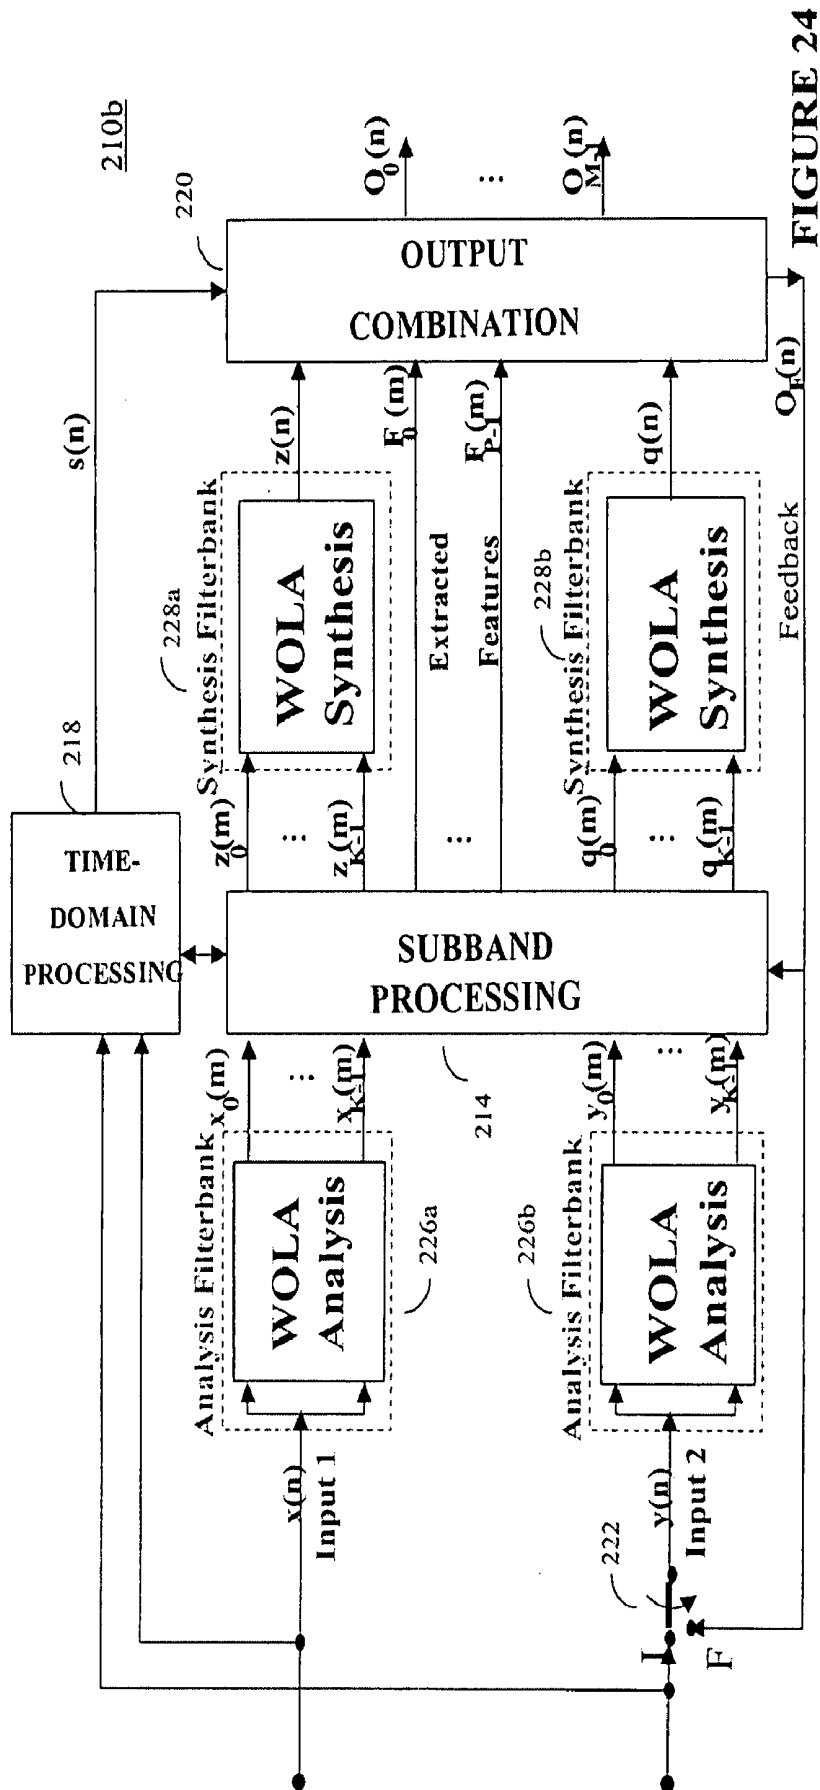 210b
FIGURE 24
220
OUTPUT
COMBINATION
O0(n)
...
OM-1(n)
s(n)
z(n)
F0(m)
FP-1(m)
q(n)
OF(n)
Feedback
218
TIME-
DOMAIN
PROCESSING
228a
Synthesis Filterbank
WOLA
Synthesis
Extracted
Features
228b
Synthesis Filterbank
WOLA
Synthesis
z0(m)
...
zK-1(m)
...
q0(m)
...
qK-1(m)
SUBBAND
PROCESSING
214
x0(m)
...
xK-1(m)
y0(m)
...
yK-1(m)
Analysis Filterbank
WOLA
Analysis
226a
226b
Analysis Filterbank
WOLA
Analysis
x(n)
Input 1
y(n)
Input 2
222
I
F